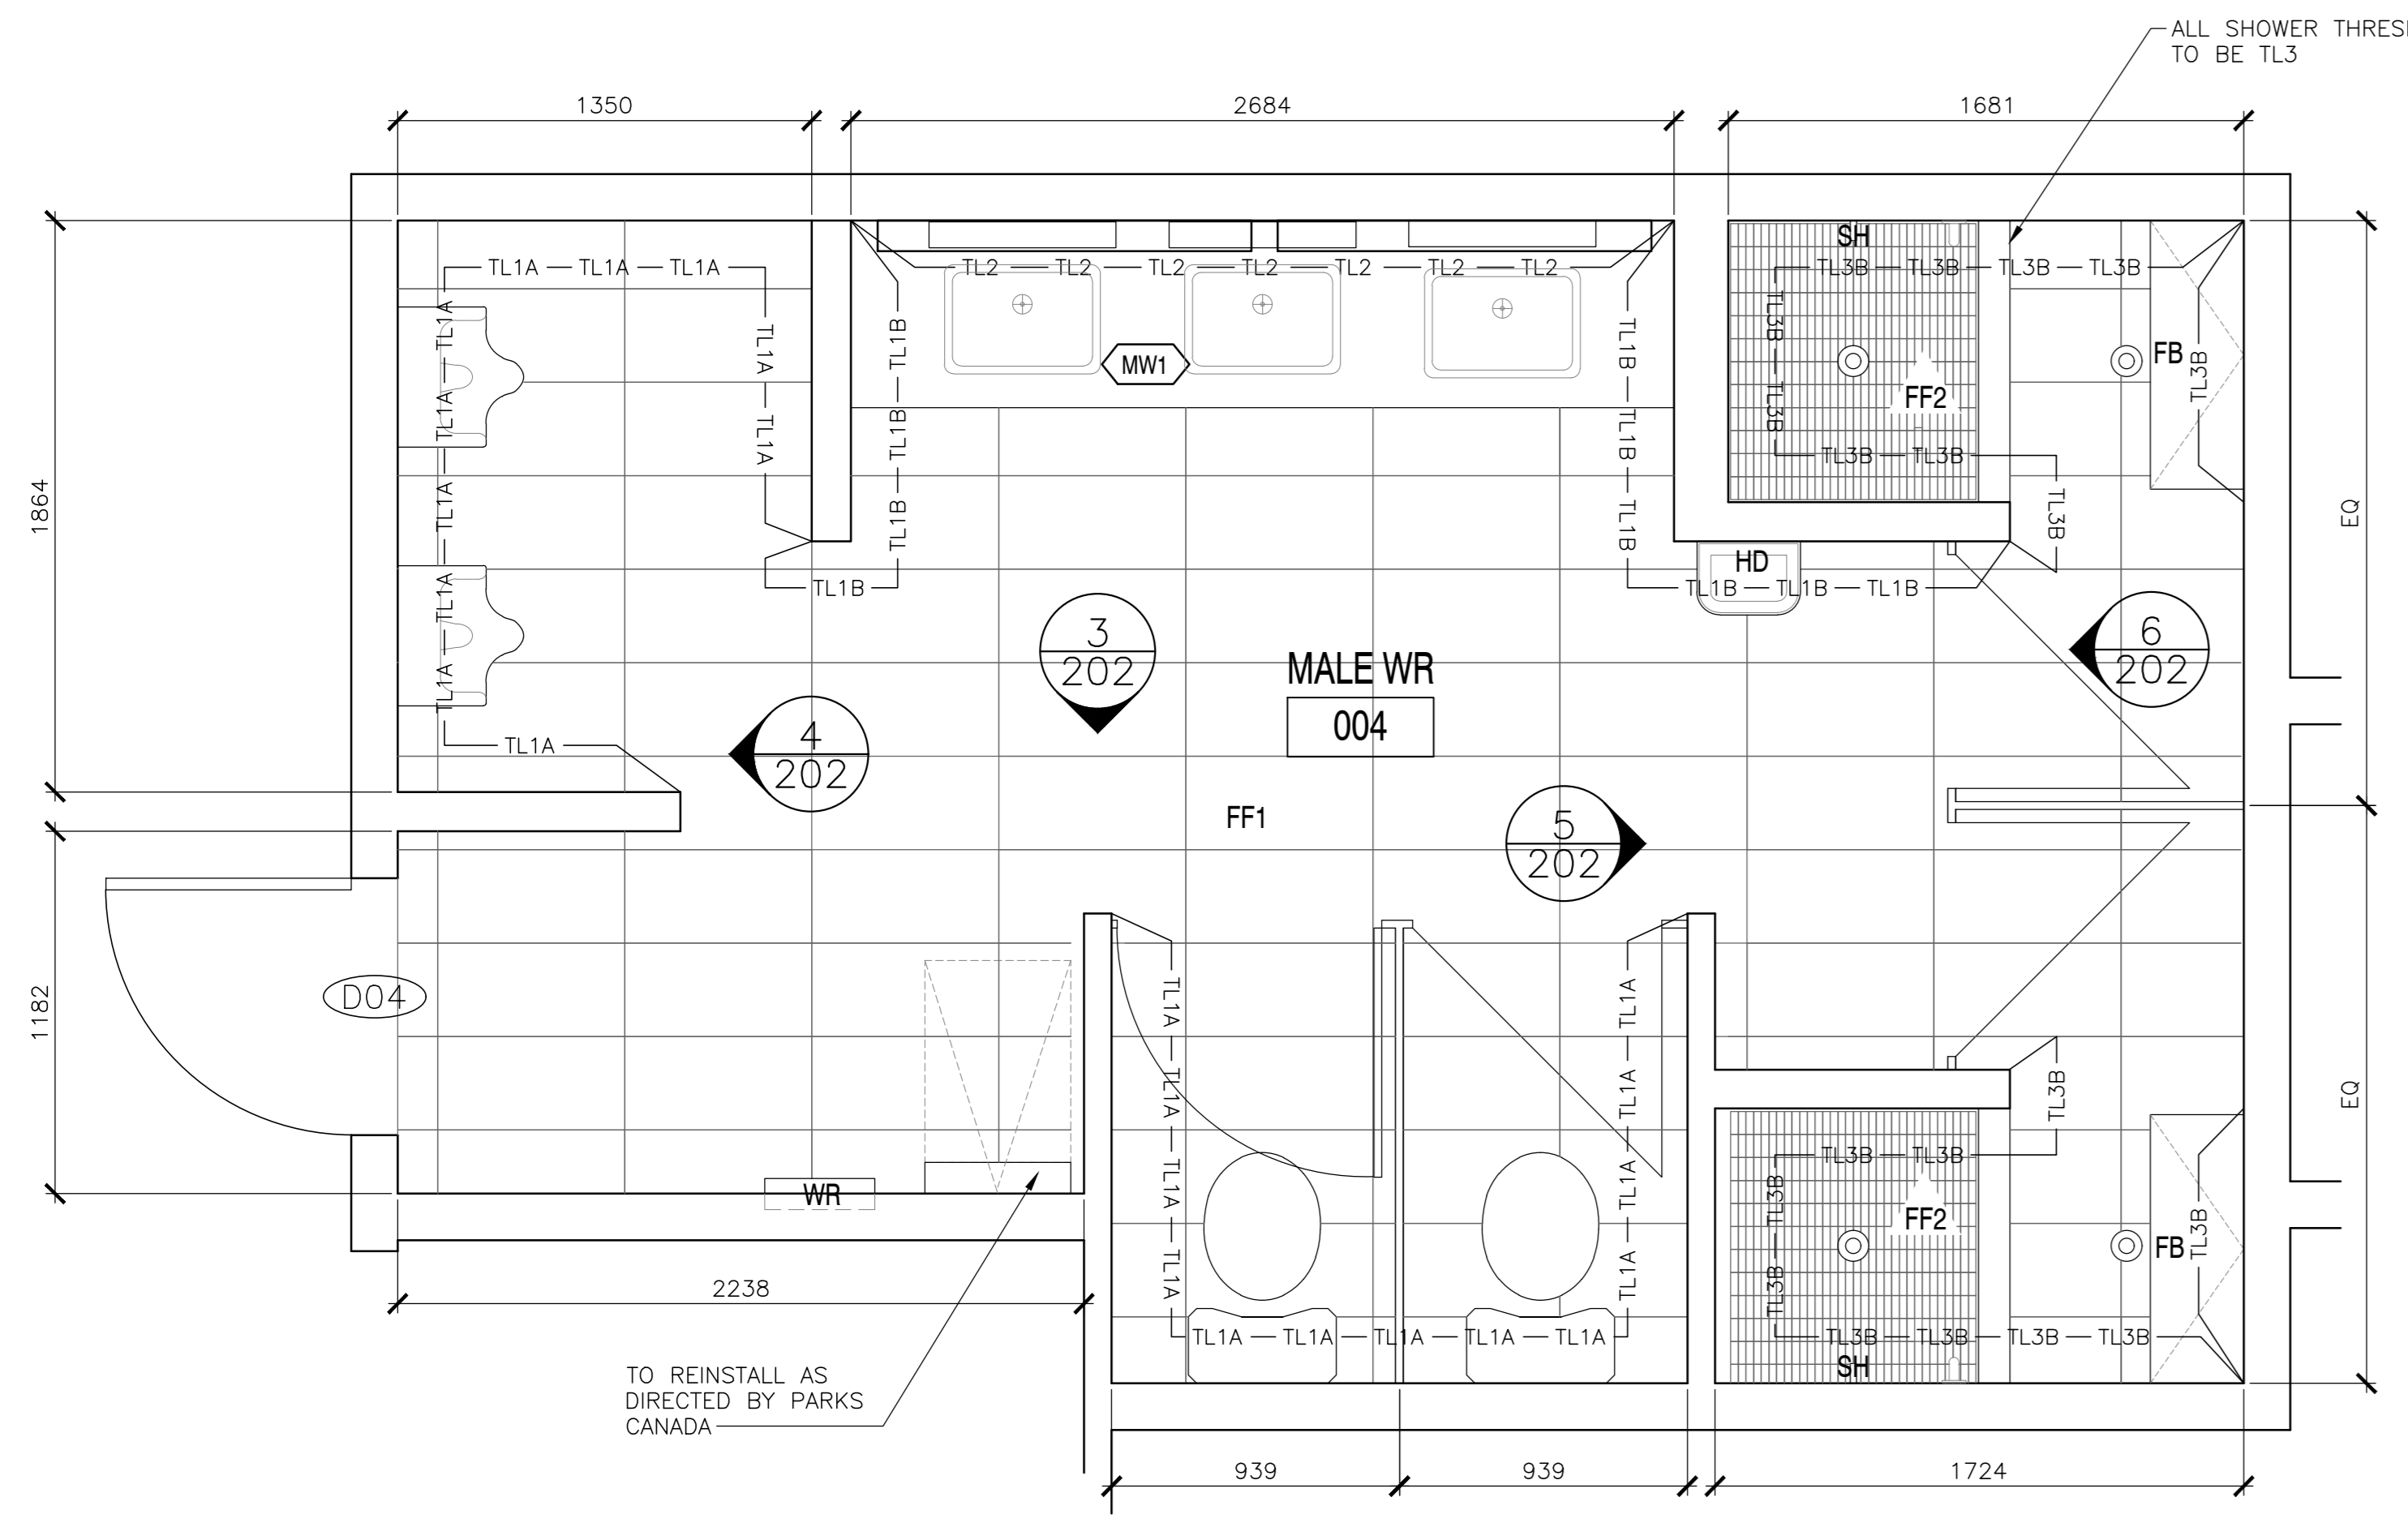 ALL SHOWER
TO BE TL3
1350
2684
1681
SH
TL1A TL1A TL1A
TL2 TL2 TL2 TL2 TL2 TL2 TL2
TL3B TL3B TL3B TL3B
TL1A
TL1A
TL1A
TL1A
TL1A
TL1A
TL1A
TL1B
TL1B
TL1B
TL1B
TL1B
TL1B
TL3B
TL3B
MW1
FB
TL3B
FF2
TL3B TL3B
TL3B
1864
EQ
HD
TL1B
TL1B TL1B TL1B
3
202
6
202
MALE WR
004
4
202
TL1A
FF1
5
202
1182
D04
TL1A
TL1A
TL1A
TL1A
TL1A
TL1A
TL1A
TL1A
EQ
TL3B
TL3B TL3B
WR
TL3B
TL3B
FF2
FB
TL3B
2238
TL1A TL1A TL1A TL1A TL1A
TL3B TL3B TL3B TL3B
SH
TO REINSTALL AS
DIRECTED BY PARKS
CANADA
939
939
1724